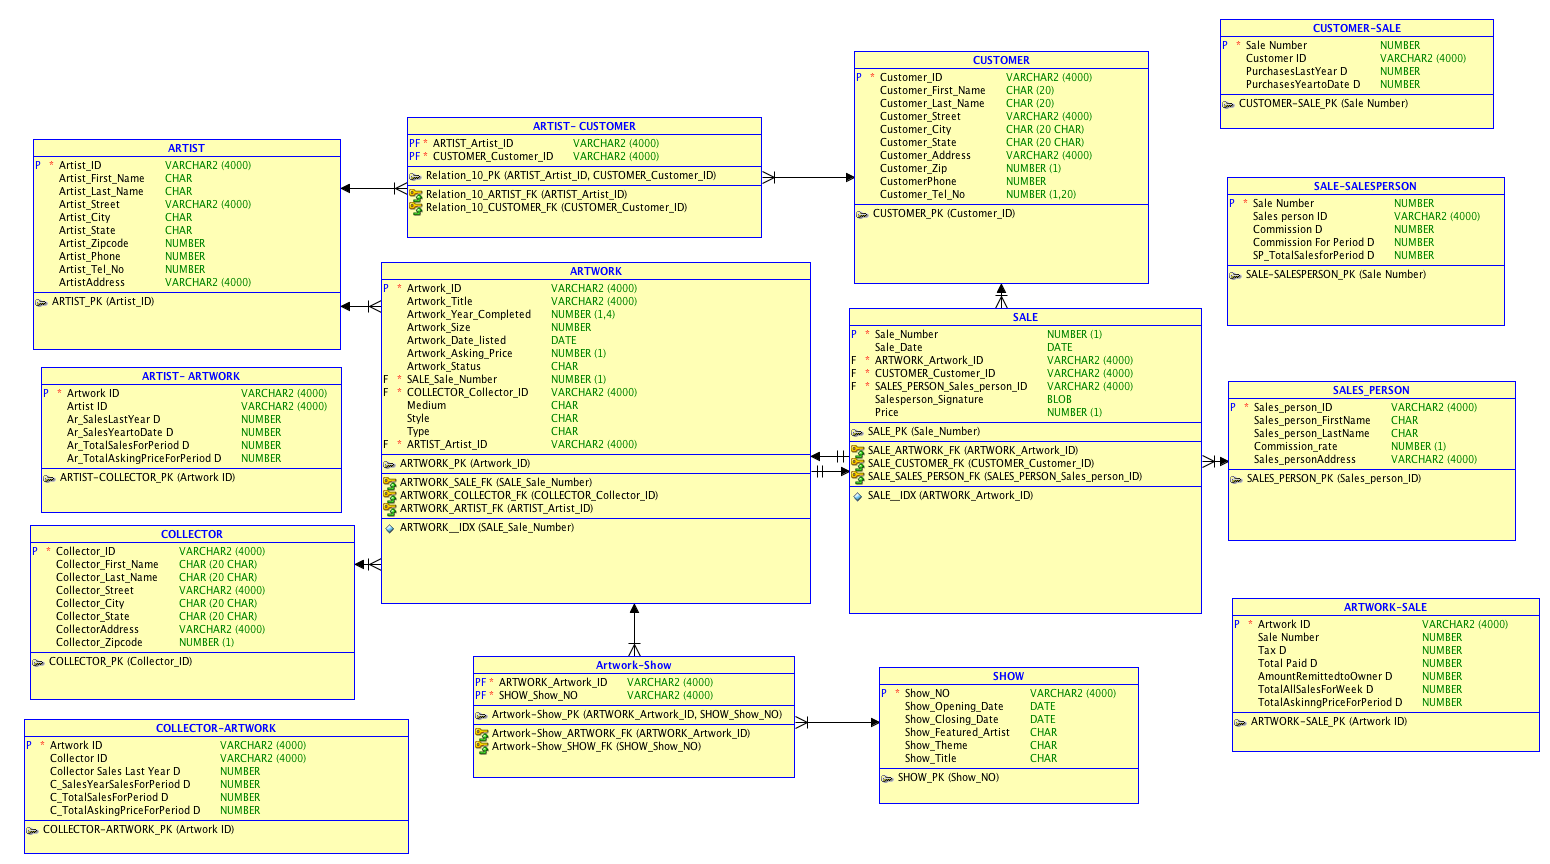 ARTIST
P * Artist_ID VARCHAR2 (4000)
Artist_First_Name CHAR
Artist_Last_Name CHAR
Artist_Street VARCHAR2 (4000)
Artist_City CHAR
Artist_State CHAR
Artist_Zipcode NUMBER
Artist_Phone NUMBER
Artist_Tel_No NUMBER
ArtistAddress VARCHAR2 (4000)
ARTIST_PK (Artist_ID)
ARTIST- CUSTOMER
PF * ARTIST_Artist_ID VARCHAR2 (4000)
PF * CUSTOMER_Customer_ID VARCHAR2 (4000)
Relation_10_PK (ARTIST_Artist_ID, CUSTOMER_Customer_ID)
Relation_10_ARTIST_FK (ARTIST_Artist_ID)
Relation_10_CUSTOMER_FK (CUSTOMER_Customer_ID)
CUSTOMER
P * Customer_ID VARCHAR2 (4000)
Customer_First_Name CHAR (20)
Customer_Last_Name CHAR (20)
Customer_Street VARCHAR2 (4000)
Customer_City CHAR (20 CHAR)
Customer_State CHAR (20 CHAR)
Customer_Address VARCHAR2 (4000)
Customer_Zip NUMBER (1)
CustomerPhone NUMBER
Customer_Tel_No NUMBER (1,20)
CUSTOMER_PK (Customer_ID)
CUSTOMER-SALE
P * Sale Number NUMBER
Customer ID VARCHAR2 (4000)
PurchasesLastYear D NUMBER
PurchasesYeartoDate D NUMBER
CUSTOMER-SALE_PK (Sale Number)
SALE-SALESPERSON
P * Sale Number NUMBER
Sales person ID VARCHAR2 (4000)
Commission D NUMBER
Commission For Period D NUMBER
SP_TotalSalesforPeriod D NUMBER
SALE-SALESPERSON_PK (Sale Number)
ARTWORK
P * Artwork_ID VARCHAR2 (4000)
Artwork_Title VARCHAR2 (4000)
Artwork_Year_Completed NUMBER (1,4)
Artwork_Size NUMBER
Artwork_Date_listed DATE
Artwork_Asking_Price NUMBER (1)
Artwork_Status CHAR
F * SALE_Sale_Number NUMBER (1)
F * COLLECTOR_Collector_ID VARCHAR2 (4000)
Medium CHAR
Style CHAR
Type CHAR
F * ARTIST_Artist_ID VARCHAR2 (4000)
ARTWORK_PK (Artwork_ID)
ARTWORK_SALE_FK (SALE_Sale_Number)
ARTWORK_COLLECTOR_FK (COLLECTOR_Collector_ID)
ARTWORK_ARTIST_FK (ARTIST_Artist_ID)
ARTWORK__IDX (SALE_Sale_Number)
SALE
P * Sale_Number NUMBER (1)
Sale_Date DATE
F * ARTWORK_Artwork_ID VARCHAR2 (4000)
F * CUSTOMER_Customer_ID VARCHAR2 (4000)
F * SALES_PERSON_Sales_person_ID VARCHAR2 (4000)
Salesperson_Signature BLOB
Price NUMBER (1)
SALE_PK (Sale_Number)
SALE_ARTWORK_FK (ARTWORK_Artwork_ID)
SALE_CUSTOMER_FK (CUSTOMER_Customer_ID)
SALE_SALES_PERSON_FK (SALES_PERSON_Sales_person_ID)
SALE__IDX (ARTWORK_Artwork_ID)
ARTIST- ARTWORK
P * Artwork ID VARCHAR2 (4000)
Artist ID VARCHAR2 (4000)
Ar_SalesLastYear D NUMBER
Ar_SalesYeartoDate D NUMBER
Ar_TotalSalesForPeriod D NUMBER
Ar_TotalAskingPriceForPeriod D NUMBER
ARTIST-COLLECTOR_PK (Artwork ID)
SALES_PERSON
P * Sales_person_ID VARCHAR2 (4000)
Sales_person_FirstName CHAR
Sales_person_LastName CHAR
Commission_rate NUMBER (1)
Sales_personAddress VARCHAR2 (4000)
SALES_PERSON_PK (Sales_person_ID)
COLLECTOR
P * Collector_ID VARCHAR2 (4000)
Collector_First_Name CHAR (20 CHAR)
Collector_Last_Name CHAR (20 CHAR)
Collector_Street VARCHAR2 (4000)
Collector_City CHAR (20 CHAR)
Collector_State CHAR (20 CHAR)
CollectorAddress VARCHAR2 (4000)
Collector_Zipcode NUMBER (1)
COLLECTOR_PK (Collector_ID)
ARTWORK-SALE
P * Artwork ID VARCHAR2 (4000)
Sale Number NUMBER
Tax D NUMBER
Total Paid D NUMBER
AmountRemittedtoOwner D NUMBER
TotalAllSalesForWeek D NUMBER
TotalAskinngPriceForPeriod D NUMBER
ARTWORK-SALE_PK (Artwork ID)
Artwork-Show
PF * ARTWORK_Artwork_ID VARCHAR2 (4000)
PF * SHOW_Show_NO VARCHAR2 (4000)
Artwork-Show_PK (ARTWORK_Artwork_ID, SHOW_Show_NO)
Artwork-Show_ARTWORK_FK (ARTWORK_Artwork_ID)
Artwork-Show_SHOW_FK (SHOW_Show_NO)
SHOW
P * Show_NO VARCHAR2 (4000)
Show_Opening_Date DATE
Show_Closing_Date DATE
Show_Featured_Artist CHAR
Show_Theme CHAR
Show_Title CHAR
SHOW_PK (Show_NO)
COLLECTOR-ARTWORK
P * Artwork ID VARCHAR2 (4000)
Collector ID VARCHAR2 (4000)
Collector Sales Last Year D NUMBER
C_SalesYearSalesForPeriod D NUMBER
C_TotalSalesForPeriod D NUMBER
C_TotalAskingPriceForPeriod D NUMBER
COLLECTOR-ARTWORK_PK (Artwork ID)